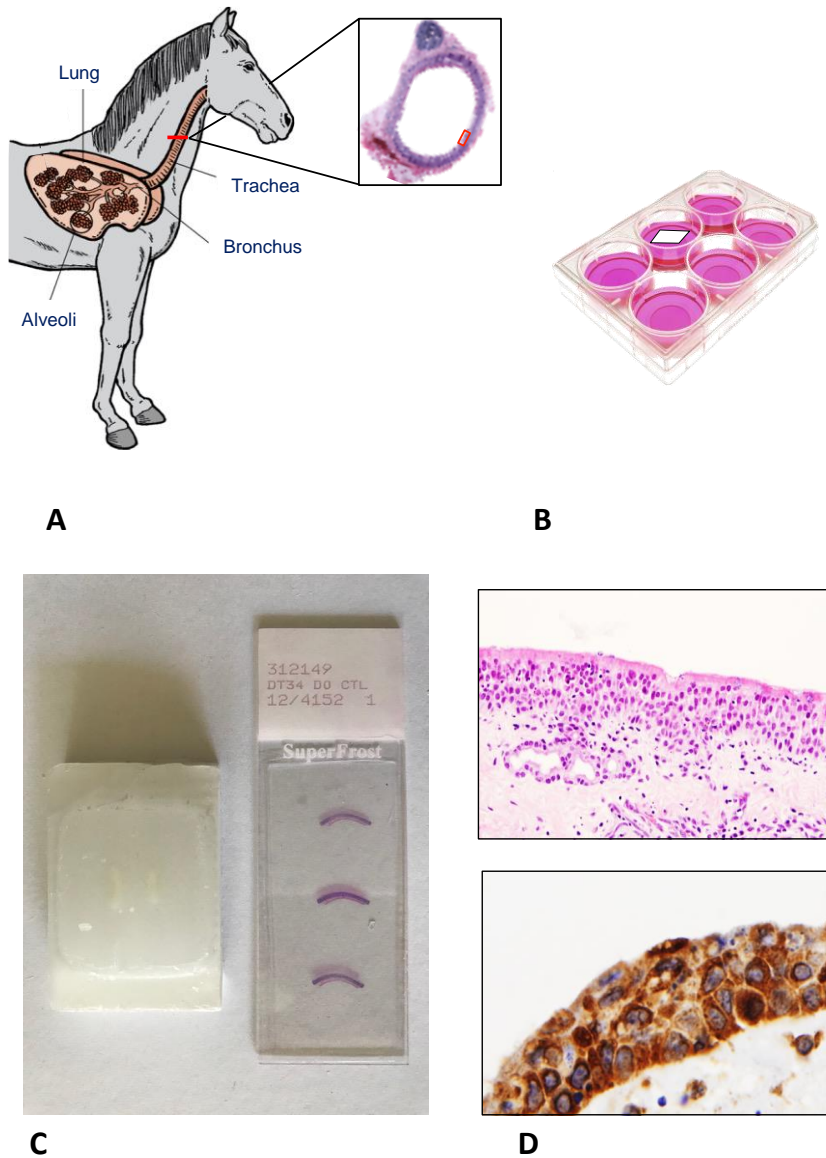 Lung
Trachea
Bronchus
Alveoli
A
B
312149
DT34 D0 CTL
12/4152 1
SuperFrost
C
D